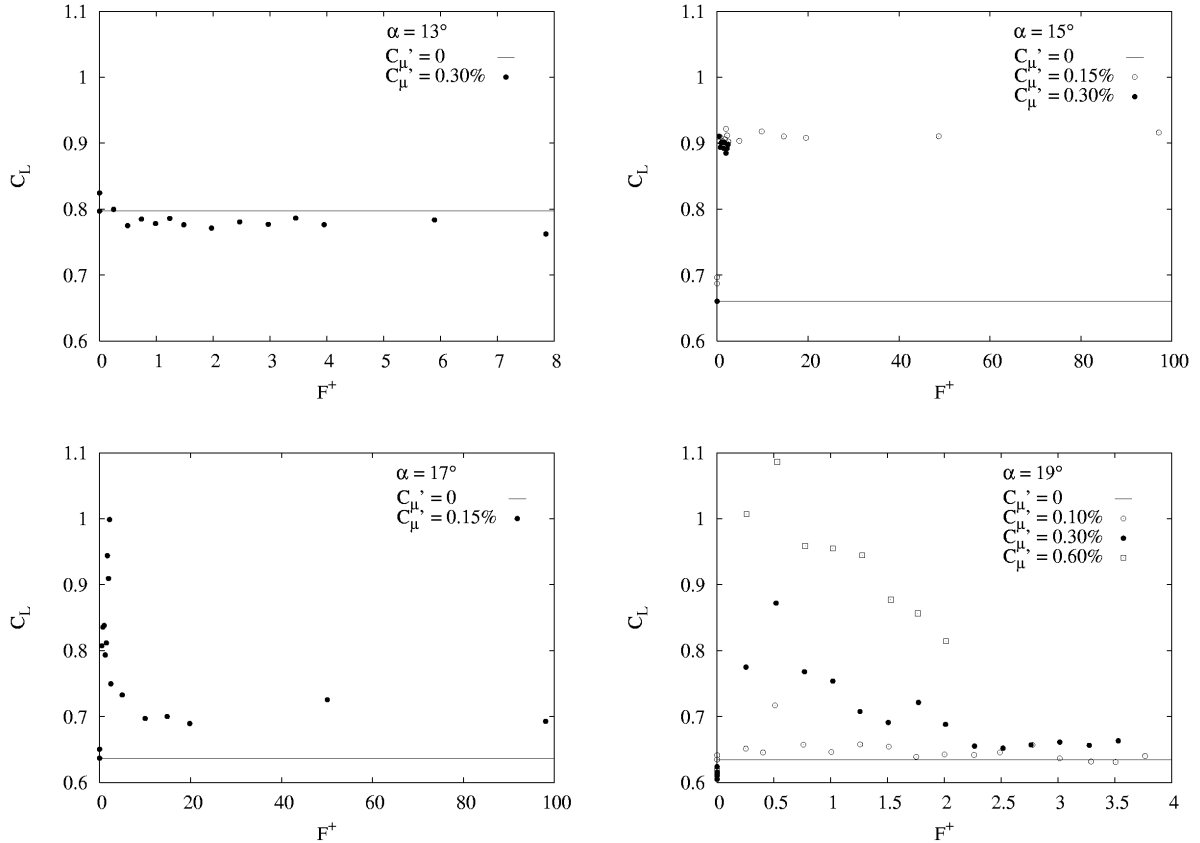 1.1
1
0.9
0.8
0.7
0.6
C_L
0 1 2 3 4 5 6 7 8
F⁺
α = 13°
C_μ' = 0
C_μ' = 0.30%
1.1
1
0.9
0.8
0.7
0.6
C_L
0 20 40 60 80 100
F⁺
α = 15°
C_μ' = 0
C_μ' = 0.15%
C_μ' = 0.30%
1.1
1
0.9
0.8
0.7
0.6
C_L
0 20 40 60 80 100
F⁺
α = 17°
C_μ' = 0
C_μ' = 0.15%
1.1
1
0.9
0.8
0.7
0.6
C_L
0 0.5 1 1.5 2 2.5 3 3.5 4
F⁺
α = 19°
C_μ' = 0
C_μ' = 0.10%
C_μ' = 0.30%
C_μ' = 0.60%